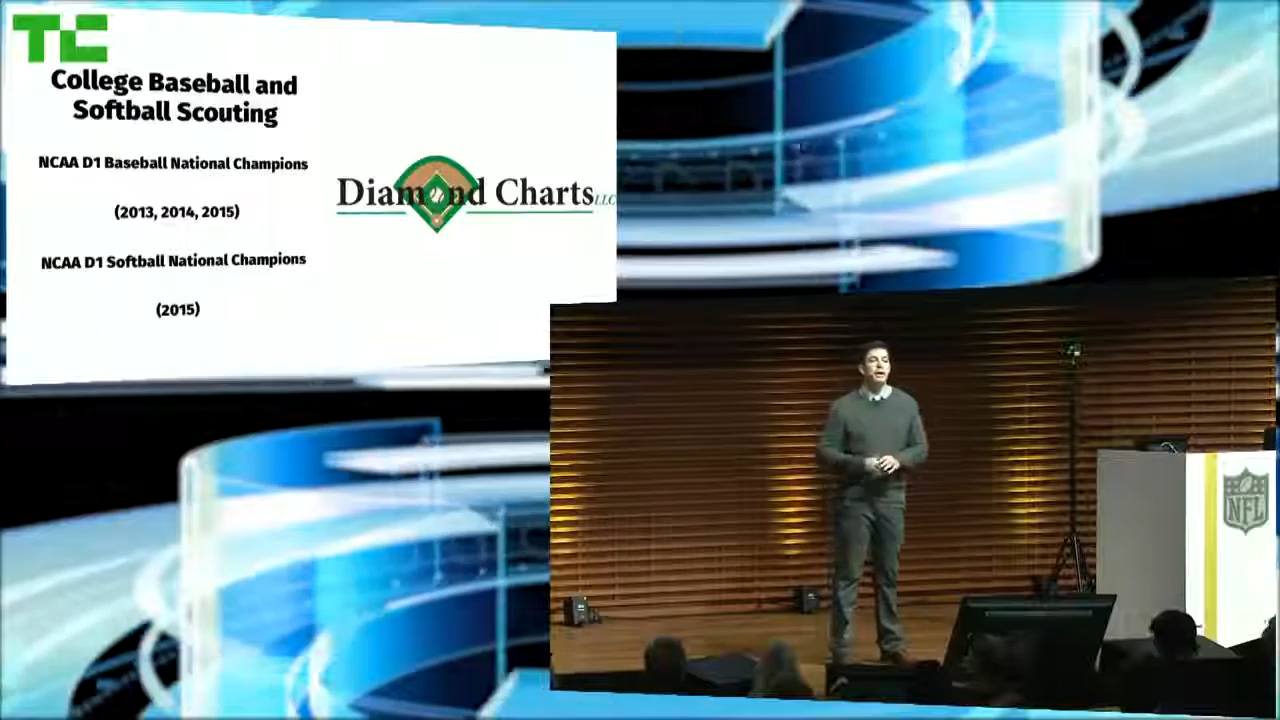 TC
College Baseball and
Softball Scouting
NCAA D1 Baseball National Champions
(2013, 2014, 2015)
NCAA D1 Softball National Champions
(2015)
Diamond Charts LLC
NFL